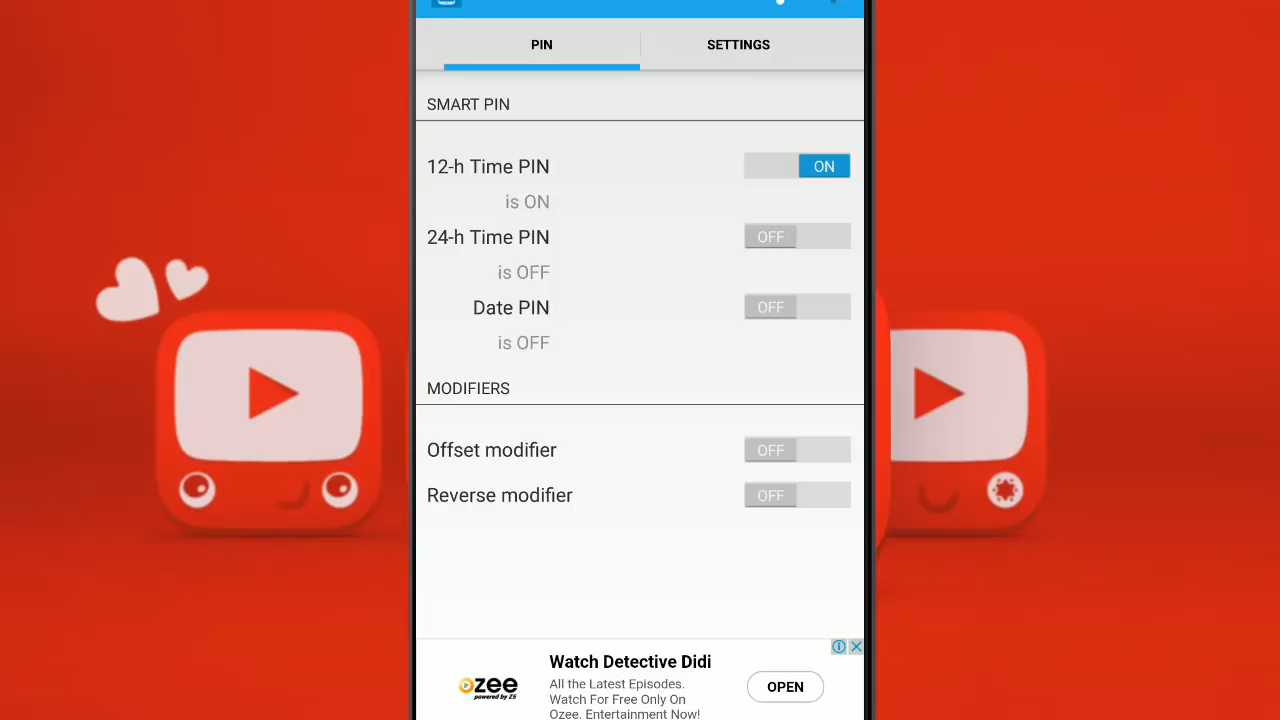 PIN
SETTINGS
SMART PIN
12-h Time PIN
ON
is ON
24-h Time PIN
OFF
is OFF
Date PIN
OFF
is OFF
MODIFIERS
Offset modifier
OFF
Reverse modifier
OFF
Watch Detective Didi
ozee
powered by Z5
All the Latest Episodes.
Watch For Free Only On
Ozee. Entertainment Now!
OPEN